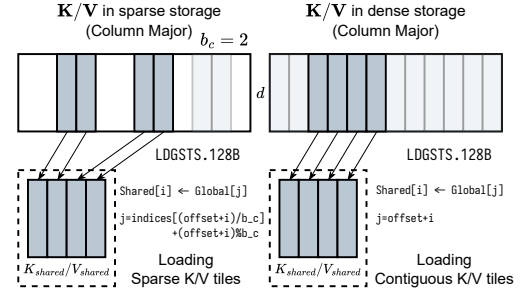 K/V in sparse storage
(Column Major)
b_c = 2
d
LDGSTS.128B
Shared[i] ← Global[j]
j=indices[(offset+i)/b_c]
+(offset+i)%b_c
K_shared/V_shared
Loading
Sparse K/V tiles
K/V in dense storage
(Column Major)
LDGSTS.128B
Shared[i] ← Global[j]
j=offset+i
K_shared/V_shared
Loading
Contiguous K/V tiles